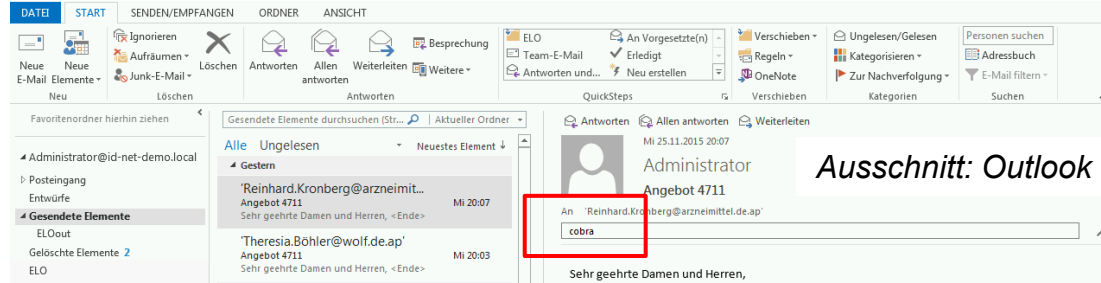 DATEI START SENDEN/EMPFANGEN ORDNER ANSICHT
Neue E-Mail
Neue Elemente
Neu
Ignorieren
Aufräumen
Junk-E-Mail
Löschen
Löschen
Antworten
Allen antworten
Weiterleiten
Besprechung
Weitere
Antworten
ELO
Team-E-Mail
Antworten und...
An Vorgesetzte(n)
Erledigt
Neu erstellen
QuickSteps
Verschieben
Regeln
OneNote
Verschieben
Ungelesen/Gelesen
Kategorisieren
Zur Nachverfolgung
Kategorien
Personen suchen
Adressbuch
E-Mail filtern
Suchen
Favoritenordner hierhin ziehen
Administrator@id-net-demo.local
Posteingang
Entwürfe
Gesendete Elemente
ELOout
Gelöschte Elemente 2
ELO
Gesendete Elemente durchsuchen (Str... Aktueller Ordner
Alle Ungelesen Neuestes Element
Gestern
'Reinhard.Kronberg@arzneimit...
Angebot 4711 Mi 20:07
Sehr geehrte Damen und Herren, <Ende>
'Theresia.Böhler@wolf.de.ap'
Angebot 4711 Mi 20:03
Sehr geehrte Damen und Herren, <Ende>
Antworten Allen antworten Weiterleiten
Mi 25.11.2015 20:07
Administrator
Angebot 4711
An 'Reinhard.Kronberg@arzneimittel.de.ap'
cobra
Sehr geehrte Damen und Herren,
Ausschnitt: Outlook